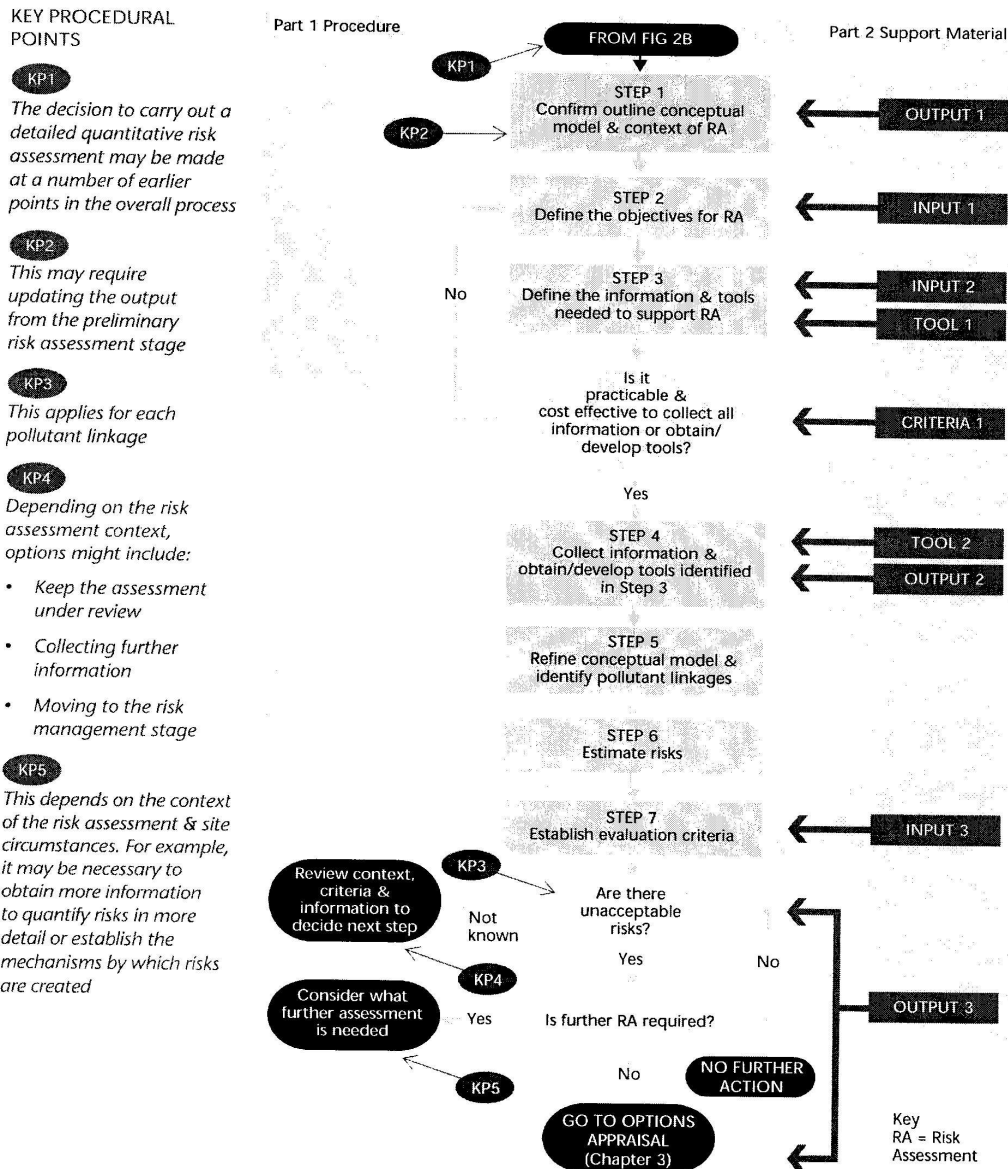 KEY PROCEDURAL
POINTS
KP1
The decision to carry out a
detailed quantitative risk
assessment may be made
at a number of earlier
points in the overall process
KP2
This may require
updating the output
from the preliminary
risk assessment stage
KP3
This applies for each
pollutant linkage
KP4
Depending on the risk
assessment context,
options might include:
• Keep the assessment
under review
• Collecting further
information
• Moving to the risk
management stage
KP5
This depends on the context
of the risk assessment & site
circumstances. For example,
it may be necessary to
obtain more information
to quantify risks in more
detail or establish the
mechanisms by which risks
are created
Part 1 Procedure
Part 2 Support Material
FROM FIG 2B
KP1
STEP 1
Confirm outline conceptual
model & context of RA
KP2
OUTPUT 1
STEP 2
Define the objectives for RA
INPUT 1
STEP 3
Define the information & tools
needed to support RA
No
INPUT 2
TOOL 1
Is it
practicable &
cost effective to collect all
information or obtain/
develop tools?
CRITERIA 1
Yes
STEP 4
Collect information &
obtain/develop tools identified
in Step 3
TOOL 2
OUTPUT 2
STEP 5
Refine conceptual model &
identify pollutant linkages
STEP 6
Estimate risks
STEP 7
Establish evaluation criteria
INPUT 3
KP3
Review context,
criteria &
information to
decide next step
Not
known
Are there
unacceptable
risks?
Yes
No
KP4
Consider what
further assessment
is needed
Yes
Is further RA required?
OUTPUT 3
KP5
No
NO FURTHER
ACTION
GO TO OPTIONS
APPRAISAL
(Chapter 3)
Key
RA = Risk
Assessment